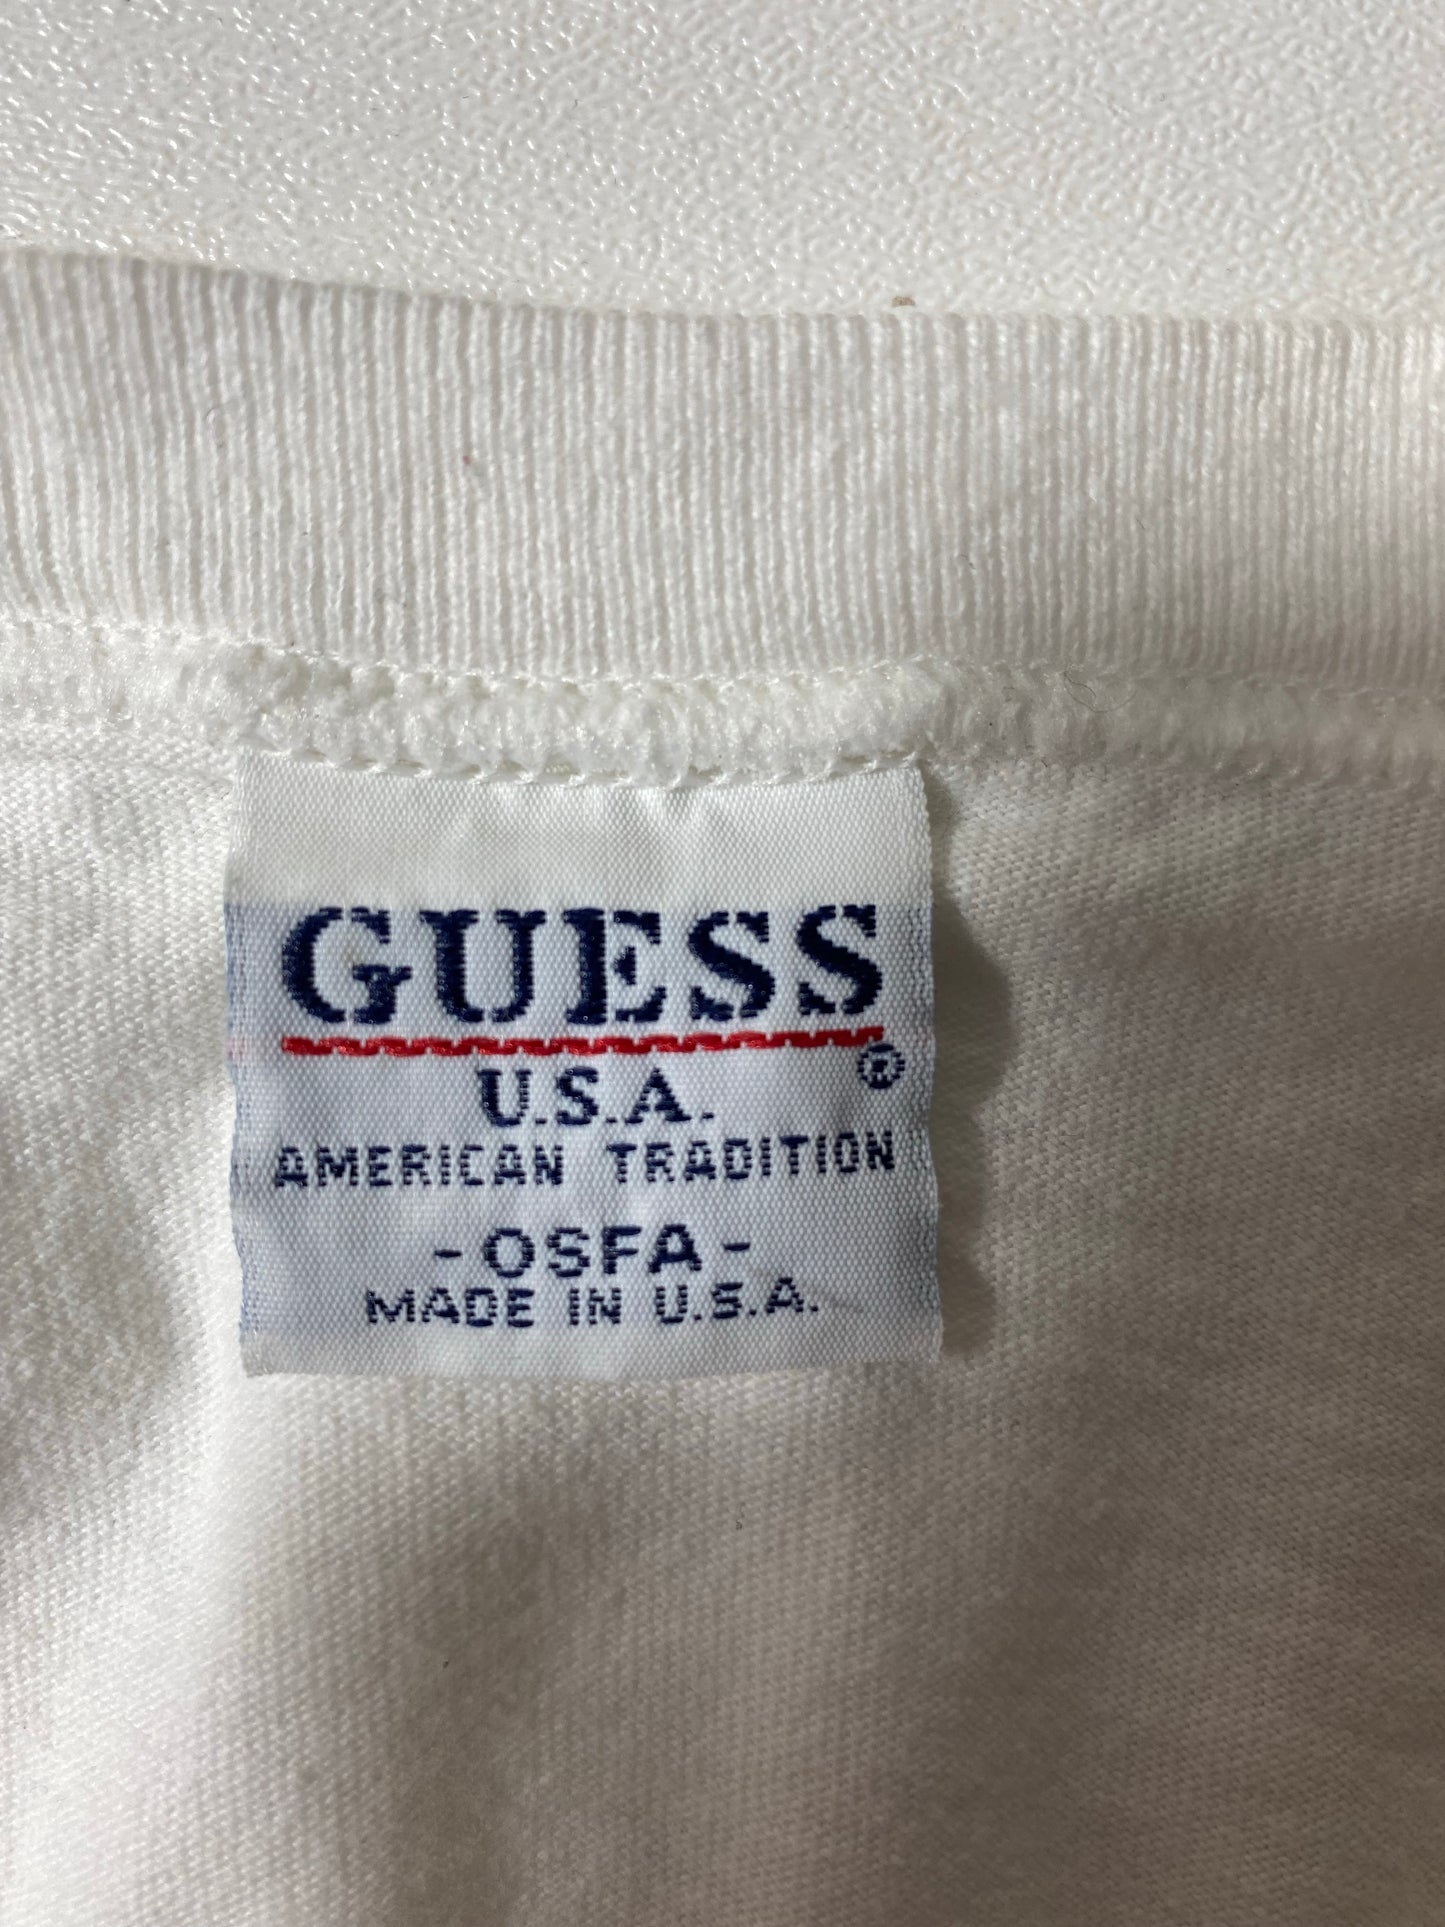 GUESS
®
U.S.A.
AMERICAN TRADITION
- OSFA -
MADE IN U.S.A.